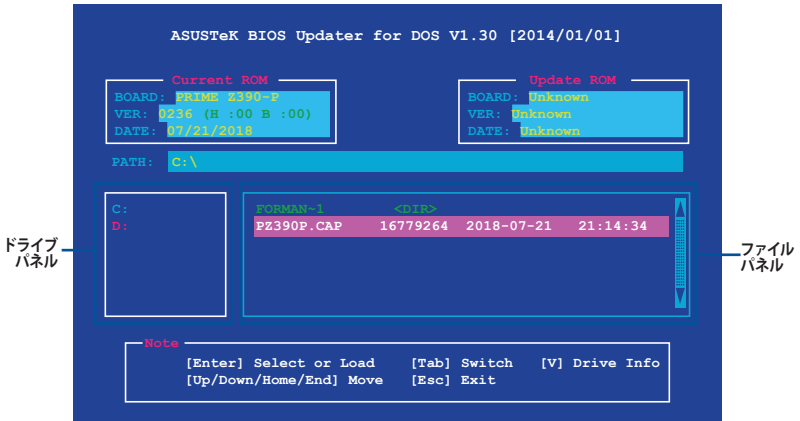 ASUSTeK BIOS Updater for DOS V1.30 [2014/01/01]
Current ROM
BOARD: PRIME Z390-P
VER: 0236 (H :00 B :00)
DATE: 07/21/2018
Update ROM
BOARD: Unknown
VER: Unknown
DATE: Unknown
PATH: C:\
C:
D:
FORMAN~1 <DIR>
PZ390P.CAP 16779264 2018-07-21 21:14:34
ドライブ
パネル
ファイル
パネル
Note
[Enter] Select or Load [Tab] Switch [V] Drive Info
[Up/Down/Home/End] Move [Esc] Exit